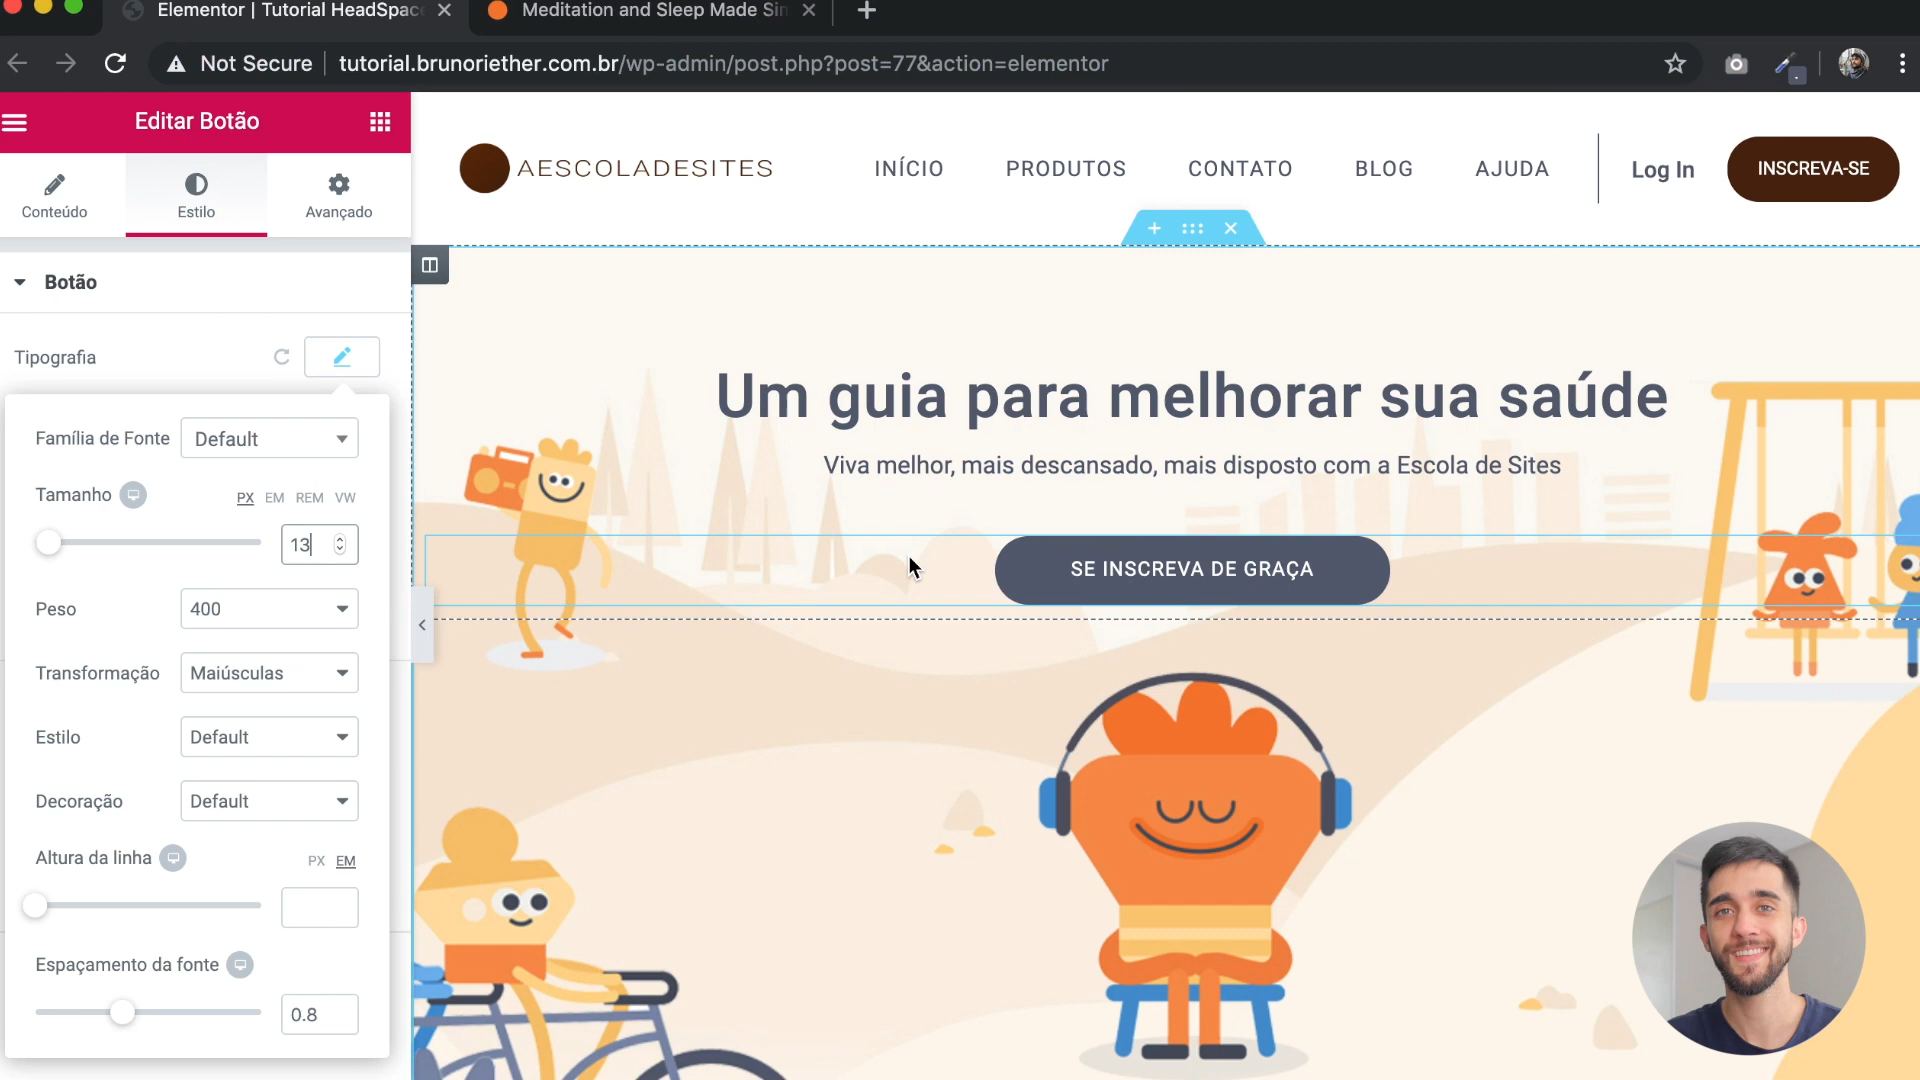 Elementor | Tutorial HeadSpac
Meditation and Sleep Made Sim
Not Secure
tutorial.brunoriether.com.br/wp-admin/post.php?post=77&action=elementor
Editar Botão
Conteúdo
Estilo
Avançado
AESCOLADESITES
INÍCIO
PRODUTOS
CONTATO
BLOG
AJUDA
Log In
INSCREVA-SE
Botão
Tipografia
Família de Fonte
Default
Tamanho
PX EM REM VW
13
Peso
400
Transformação
Maiúsculas
Estilo
Default
Decoração
Default
Altura da linha
PX EM
Espaçamento da fonte
0.8
Um guia para melhorar sua saúde
Viva melhor, mais descansado, mais disposto com a Escola de Sites
SE INSCREVA DE GRAÇA